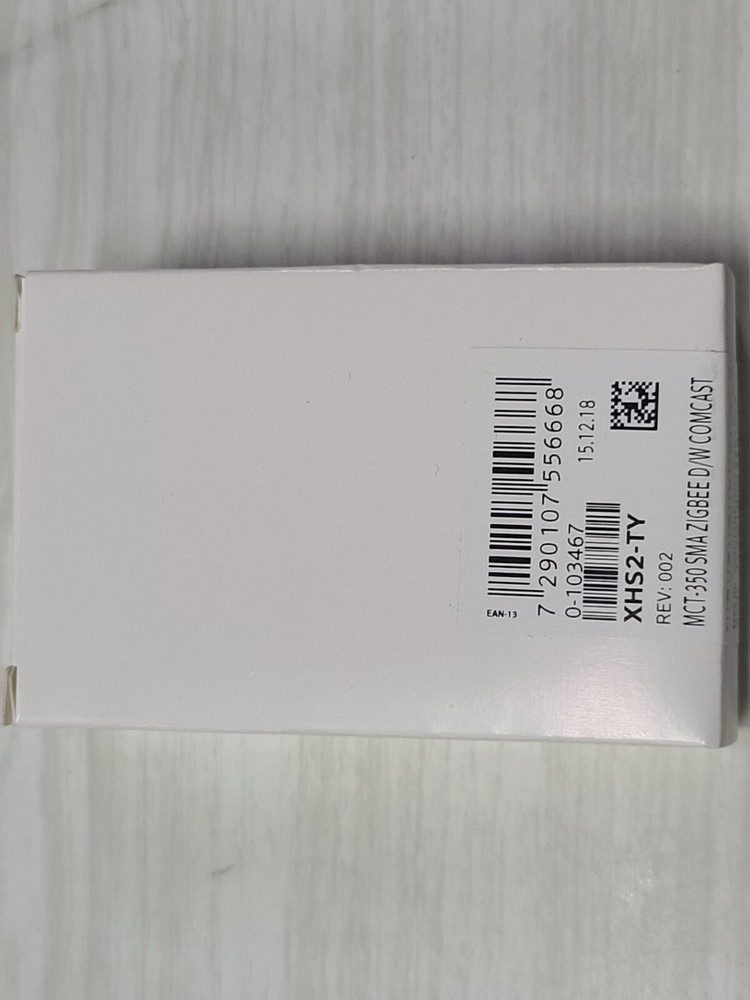 EAN-13
7 290107 556668
0-103467
15.12.18
XHS2-TY
REV: 002
MCT-350 SMA ZIGBEE D/W COMCAST